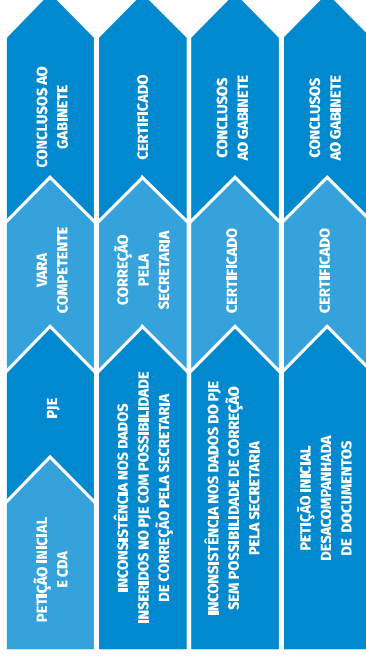 PETIÇÃO INICIAL
E CDA
PJE
VARA
COMPETENTE
CONCLUSOS AO
GABINETE
INCONSISTÊNCIA NOS DADOS
INSERIDOS NO PJE COM POSSIBILIDADE
DE CORREÇÃO PELA SECRETARIA
CORREÇÃO
PELA
SECRETARIA
CERTIFICADO
INCONSISTÊNCIA NOS DADOS DO PJE
SEM POSSIBILIDADE DE CORREÇÃO
PELA SECRETARIA
CERTIFICADO
CONCLUSOS
AO GABINETE
PETIÇÃO INICIAL
DESACOMPANHADA
DE DOCUMENTOS
CERTIFICADO
CONCLUSOS
AO GABINETE